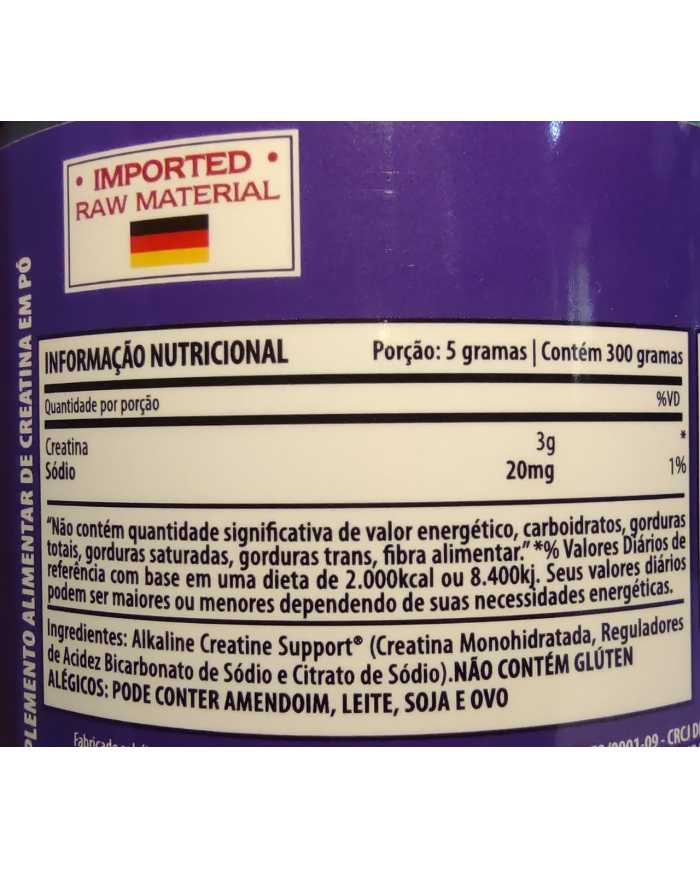 • IMPORTED •
RAW MATERIAL
PLEMENTO ALIMENTAR DE CREATINA EM PÓ
INFORMAÇÃO NUTRICIONAL Porção: 5 gramas | Contém 300 gramas
Quantidade por porção %VD
Creatina 3g *
Sódio 20mg 1%
"Não contém quantidade significativa de valor energético, carboidratos, gorduras
totais, gorduras saturadas, gorduras trans, fibra alimentar." *% Valores Diários de
referência com base em uma dieta de 2.000kcal ou 8.400kj. Seus valores diários
podem ser maiores ou menores dependendo de suas necessidades energéticas.
Ingredientes: Alkaline Creatine Support® (Creatina Monohidratada, Reguladores
de Acidez Bicarbonato de Sódio e Citrato de Sódio).NÃO CONTÉM GLÚTEN
ALÉGICOS: PODE CONTER AMENDOIM, LEITE, SOJA E OVO
/0001-09 - CRCJ